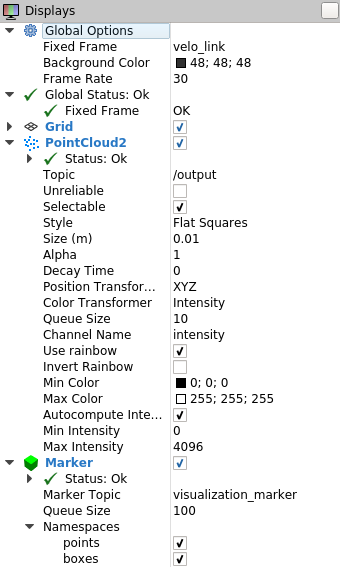 Displays
Global Options
Fixed Frame velo_link
Background Color 48; 48; 48
Frame Rate 30
Global Status: Ok
Fixed Frame OK
Grid
PointCloud2
Status: Ok
Topic /output
Unreliable
Selectable
Style Flat Squares
Size (m) 0.01
Alpha 1
Decay Time 0
Position Transfor... XYZ
Color Transformer Intensity
Queue Size 10
Channel Name intensity
Use rainbow
Invert Rainbow
Min Color 0; 0; 0
Max Color 255; 255; 255
Autocompute Inte...
Min Intensity 0
Max Intensity 4096
Marker
Status: Ok
Marker Topic visualization_marker
Queue Size 100
Namespaces
points
boxes